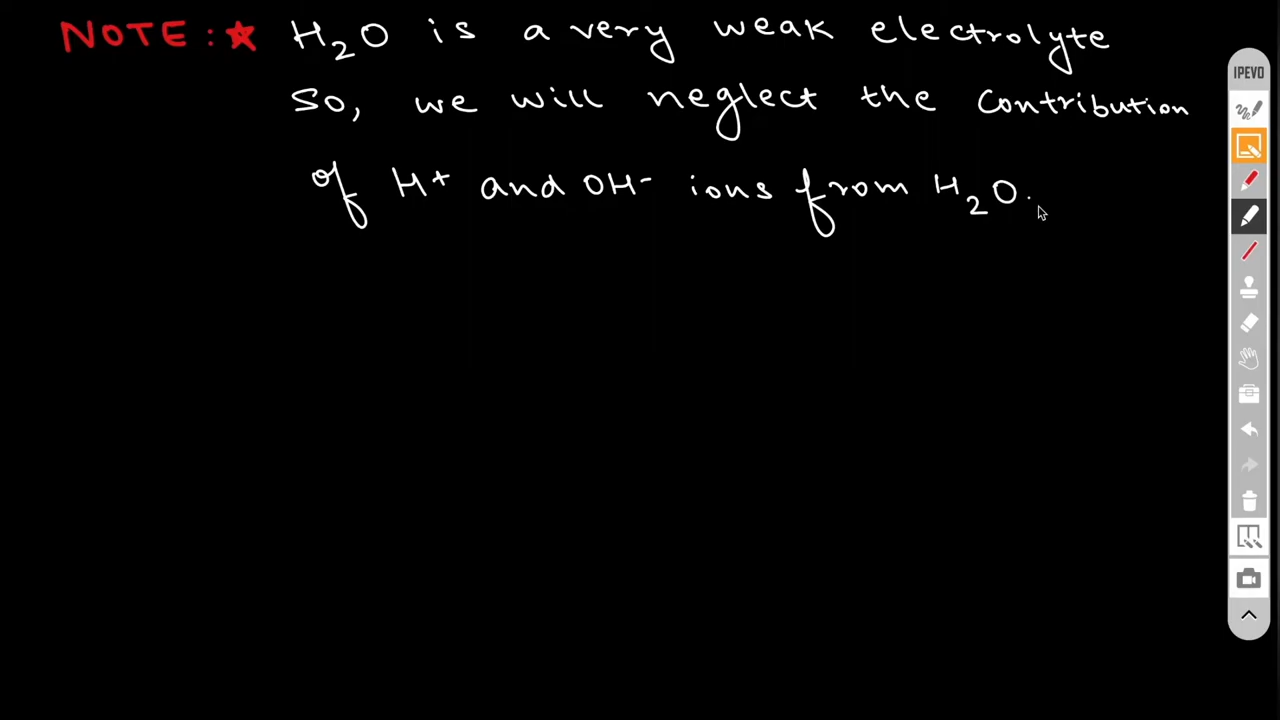 NOTE: ★ H₂O is a very weak electrolyte
So, we will neglect the contribution
of H⁺ and OH⁻ ions from H₂O.
IPEVO